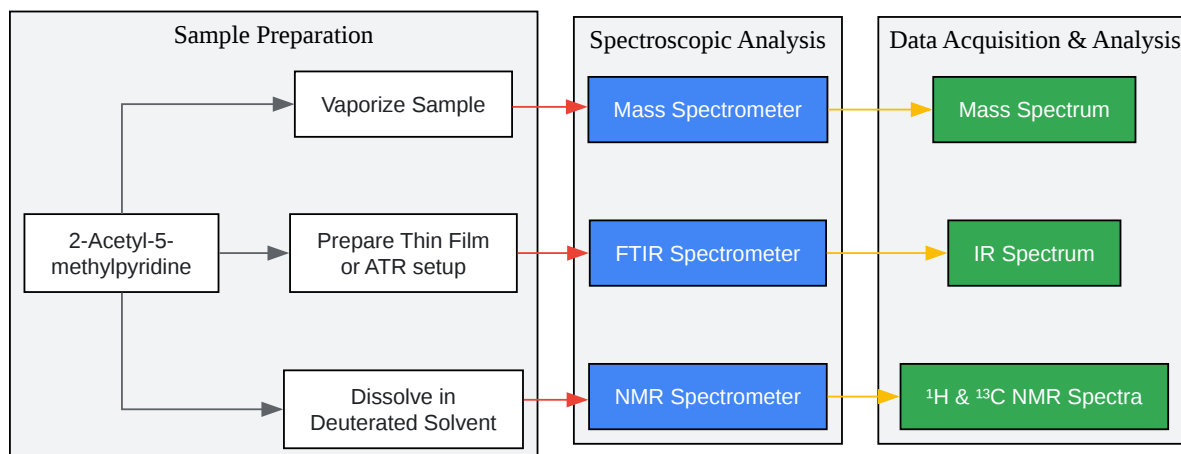 Sample Preparation
Spectroscopic Analysis
Data Acquisition & Analysis
Vaporize Sample
Mass Spectrometer
Mass Spectrum
2-Acetyl-5-
methylpyridine
Prepare Thin Film
or ATR setup
FTIR Spectrometer
IR Spectrum
Dissolve in
Deuterated Solvent
NMR Spectrometer
¹H & ¹³C NMR Spectra